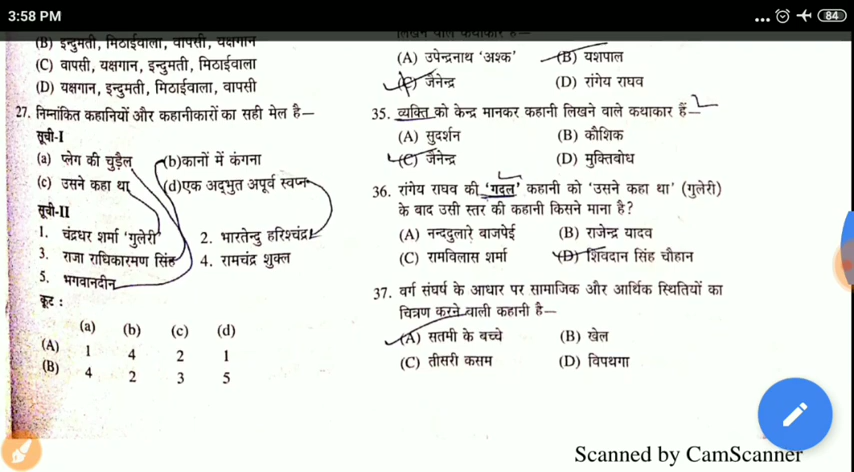 3:58 PM
84
(B) इन्दुमती, मिठाईवाला, वापसी, यक्षगान
(C) वापसी, यक्षगान, इन्दुमती, मिठाईवाला
(D) यक्षगान, इन्दुमती, मिठाईवाला, वापसी
27. निम्नांकित कहानियों और कहानीकारों का सही मेल है—
सूची-I
(a) प्लेग की चुड़ैल (b)कानों में कंगना
(c) उसने कहा था (d)एक अद्भुत अपूर्व स्वप्न
सूची-II
1. चंद्रधर शर्मा 'गुलेरी' 2. भारतेन्दु हरिश्चंद्र
3. राजा राधिकारमण सिंह 4. रामचंद्र शुक्ल
5. भगवानदीन
कूट :
(a) (b) (c) (d)
(A) 1 4 2 1
(B) 4 2 3 5
लिखने वाले कथाकार हैं—
(A) उपेन्द्रनाथ 'अश्क' (B) यशपाल
(C) जैनेन्द्र (D) रांगेय राघव
35. व्यक्ति को केन्द्र मानकर कहानी लिखने वाले कथाकार हैं—
(A) सुदर्शन (B) कौशिक
(C) जैनेन्द्र (D) मुक्तिबोध
36. रांगेय राघव की 'गदल' कहानी को 'उसने कहा था' (गुलेरी)
के बाद उसी स्तर की कहानी किसने माना है?
(A) नन्ददुलारे बाजपेई (B) राजेन्द्र यादव
(C) रामविलास शर्मा (D) शिवदान सिंह चौहान
37. वर्ग संघर्ष के आधार पर सामाजिक और आर्थिक स्थितियों का
चित्रण करने वाली कहानी है—
(A) सतमी के बच्चे (B) खेल
(C) तीसरी कसम (D) विपथगा
Scanned by CamScanner